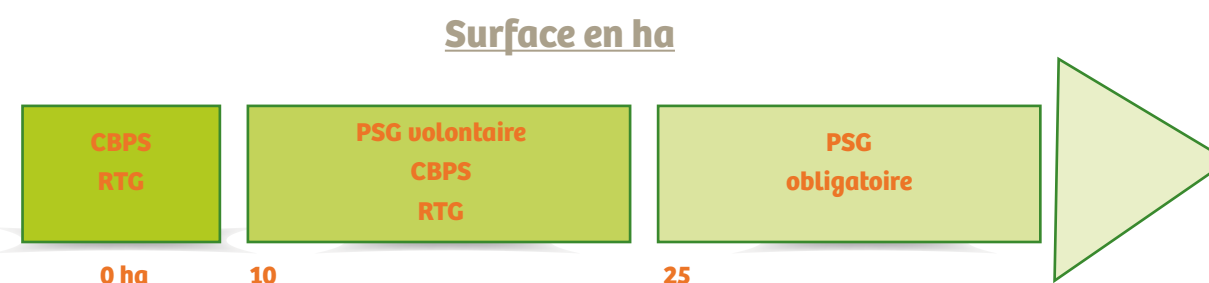 Surface en ha
CBPS
RTG
PSG volontaire
CBPS
RTG
PSG
obligatoire
0 ha
10
25